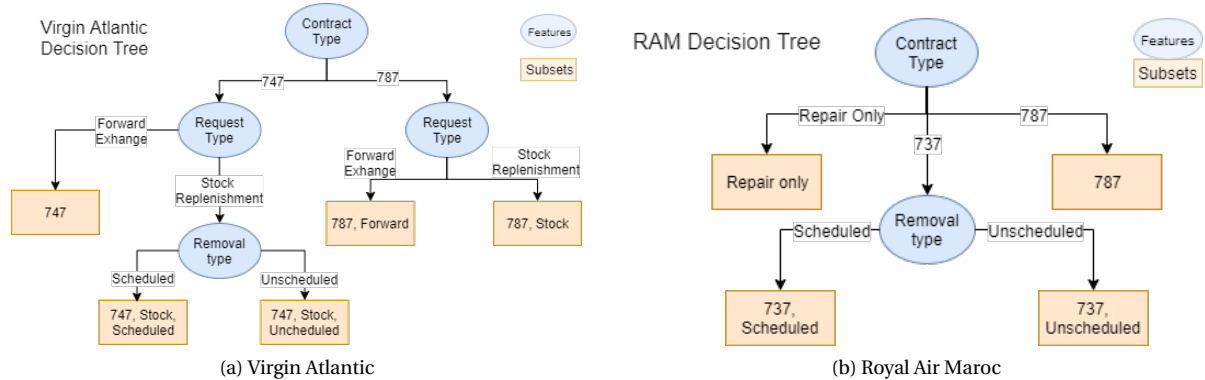 Virgin Atlantic
Decision Tree
Contract
Type
Features
Subsets
747
787
Request
Type
Request
Type
Forward
Exhange
Stock
Replenishment
Forward
Exhange
Stock
Replenishment
747
787, Forward
787, Stock
Removal
type
Scheduled
Unscheduled
747, Stock,
Scheduled
747, Stock,
Uncheduled
(a) Virgin Atlantic
RAM Decision Tree
Contract
Type
Features
Subsets
Repair Only
737
787
Repair only
787
Removal
type
Scheduled
Unscheduled
737,
Scheduled
737,
Unscheduled
(b) Royal Air Maroc